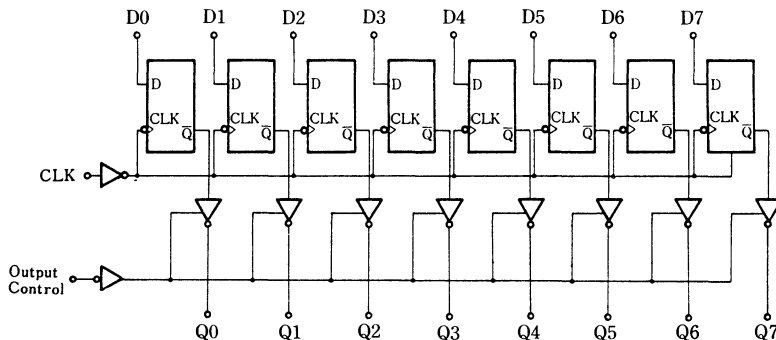 D0 D1 D2 D3 D4 D5 D6 D7
D D D D D D D D
CLK CLK CLK CLK CLK CLK CLK CLK
Q̅ Q̅ Q̅ Q̅ Q̅ Q̅ Q̅ Q̅
CLK
Output
Control
Q0 Q1 Q2 Q3 Q4 Q5 Q6 Q7